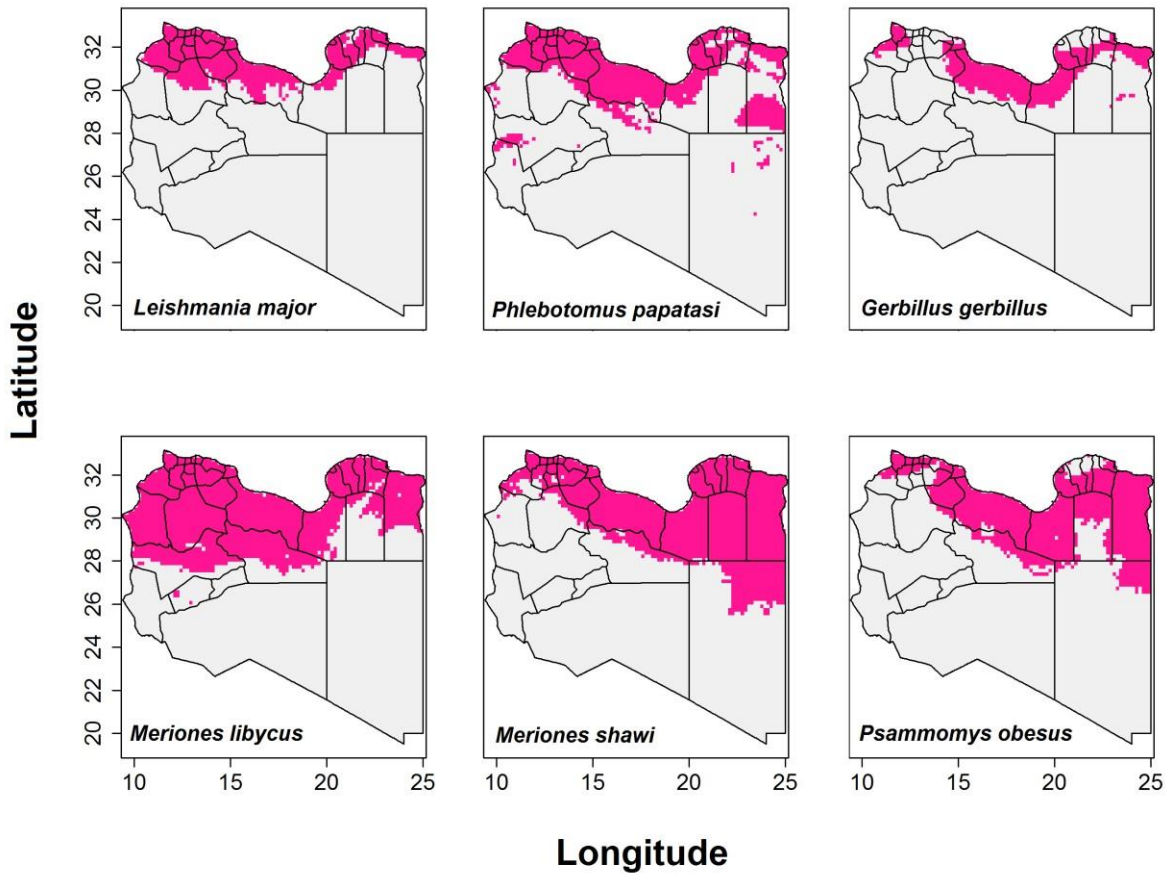 Latitude
32
30
28
26
24
22
20
Leishmania major
Phlebotomus papatasi
Gerbillus gerbillus
32
30
28
26
24
22
20
Meriones libycus
Meriones shawi
Psammomys obesus
10 15 20 25
10 15 20 25
10 15 20 25
Longitude